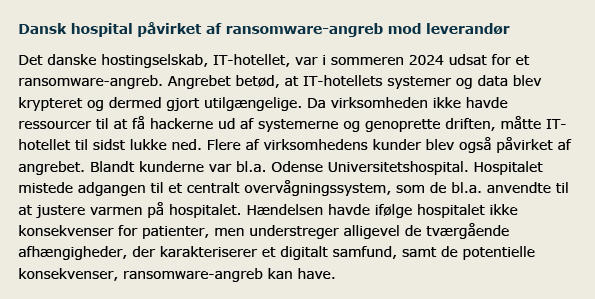 Dansk hospital påvirket af ransomware-angreb mod leverandør
Det danske hostingselskab, IT-hotellet, var i sommeren 2024 udsat for et
ransomware-angreb. Angrebet betød, at IT-hotellets systemer og data blev
krypteret og dermed gjort utilgængelige. Da virksomheden ikke havde
ressourcer til at få hackerne ud af systemerne og genoprette driften, måtte IT-
hotellet til sidst lukke ned. Flere af virksomhedens kunder blev også påvirket af
angrebet. Blandt kunderne var bl.a. Odense Universitetshospital. Hospitalet
mistede adgangen til et centralt overvågningssystem, som de bl.a. anvendte til
at justere varmen på hospitalet. Hændelsen havde ifølge hospitalet ikke
konsekvenser for patienter, men understreger alligevel de tværgående
afhængigheder, der karakteriserer et digitalt samfund, samt de potentielle
konsekvenser, ransomware-angreb kan have.